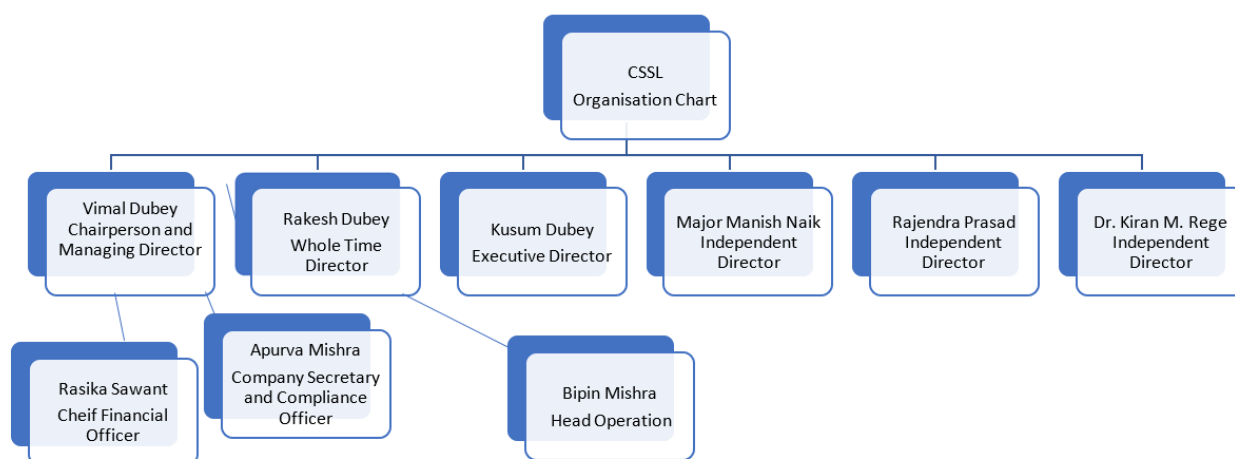 CSSL
Organisation Chart
Vimal Dubey
Chairperson and
Managing Director
Rakesh Dubey
Whole Time
Director
Kusum Dubey
Executive Director
Major Manish Naik
Independent
Director
Rajendra Prasad
Independent
Director
Dr. Kiran M. Rege
Independent
Director
Rasika Sawant
Cheif Financial
Officer
Apurva Mishra
Company Secretary
and Compliance
Officer
Bipin Mishra
Head Operation